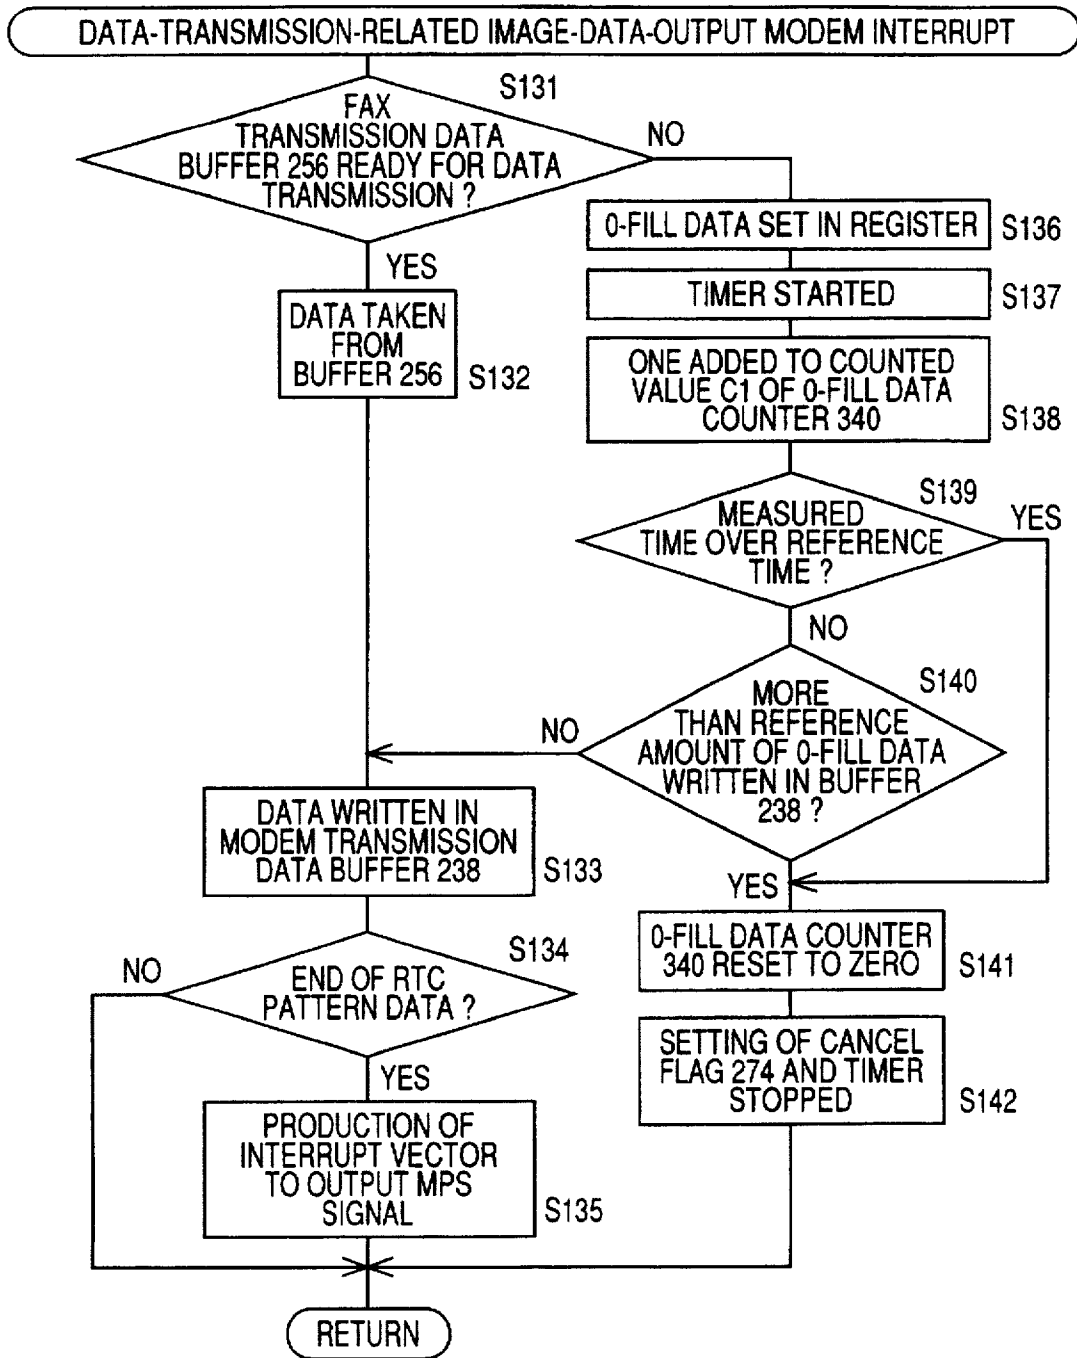 DATA-TRANSMISSION-RELATED IMAGE-DATA-OUTPUT MODEM INTERRUPT
S131
FAX
TRANSMISSION DATA
BUFFER 256 READY FOR DATA
TRANSMISSION ?
NO
YES
DATA TAKEN
FROM
BUFFER 256
S132
0-FILL DATA SET IN REGISTER
S136
TIMER STARTED
S137
ONE ADDED TO COUNTED
VALUE C1 OF 0-FILL DATA
COUNTER 340
S138
S139
MEASURED
TIME OVER REFERENCE
TIME ?
YES
NO
S140
MORE
THAN REFERENCE
AMOUNT OF 0-FILL DATA
WRITTEN IN BUFFER
238 ?
NO
YES
DATA WRITTEN IN
MODEM TRANSMISSION
DATA BUFFER 238
S133
S134
END OF RTC
PATTERN DATA ?
NO
YES
PRODUCTION OF
INTERRUPT VECTOR
TO OUTPUT MPS
SIGNAL
S135
0-FILL DATA COUNTER
340 RESET TO ZERO
S141
SETTING OF CANCEL
FLAG 274 AND TIMER
STOPPED
S142
RETURN